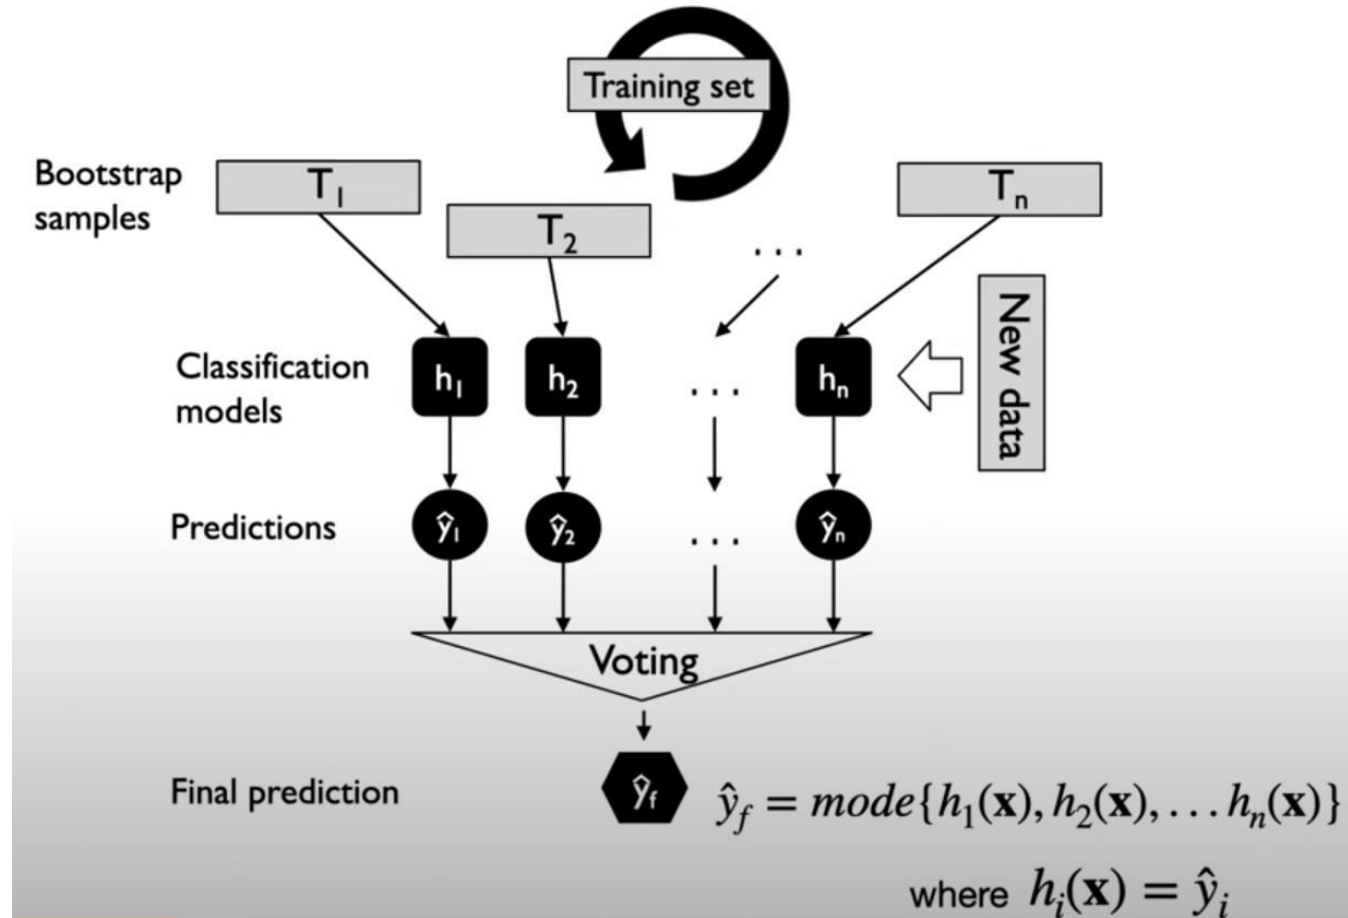 Training set
Bootstrap
samples
T₁
T₂
...
Tₙ
New data
Classification
models
h₁
h₂
...
hₙ
Predictions
ŷ₁
ŷ₂
...
ŷₙ
Voting
Final prediction
ŷf
ŷf = mode{h₁(x), h₂(x), . . . hₙ(x)}
where hᵢ(x) = ŷᵢ